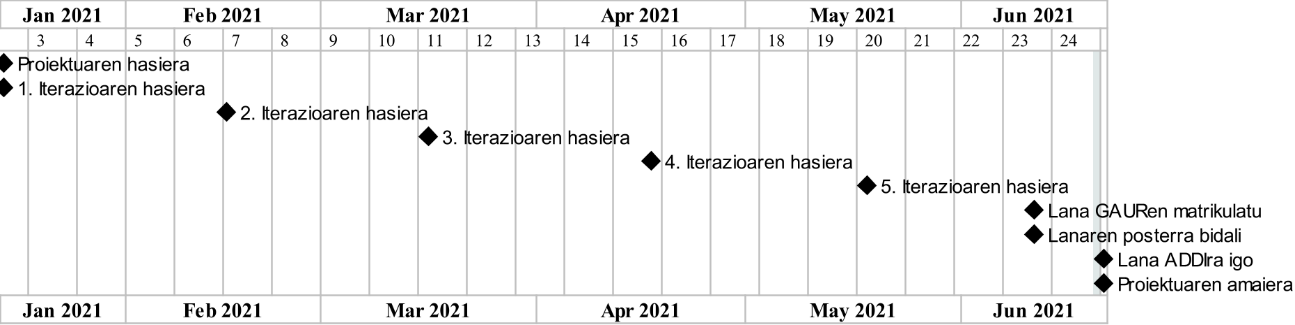 Jan 2021 Feb 2021 Mar 2021 Apr 2021 May 2021 Jun 2021
3 4 5 6 7 8 9 10 11 12 13 14 15 16 17 18 19 20 21 22 23 24
Proiektuaren hasiera
1. Iterazioaren hasiera
2. Iterazioaren hasiera
3. Iterazioaren hasiera
4. Iterazioaren hasiera
5. Iterazioaren hasiera
Lana GAURen matrikulatu
Lanaren posterra bidali
Lana ADDIra igo
Proiektuaren amaiera
Jan 2021 Feb 2021 Mar 2021 Apr 2021 May 2021 Jun 2021